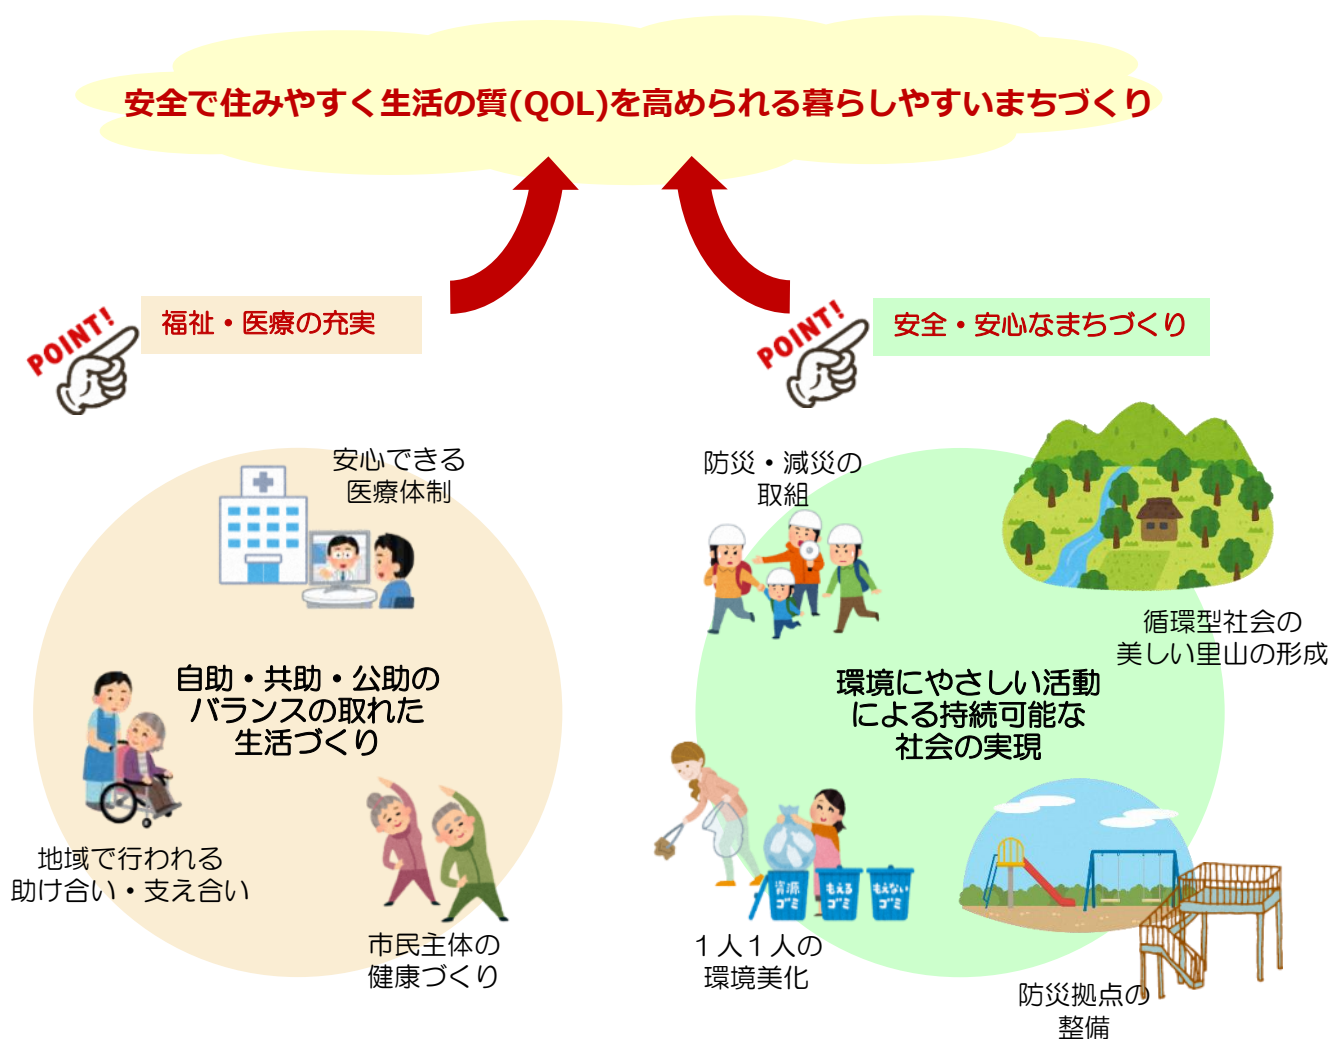 安全で住みやすく生活の質(QOL)を高められる暮らしやすいまちづくり
POINT!
福祉・医療の充実
安心できる
医療体制
自助・共助・公助の
バランスの取れた
生活づくり
地域で行われる
助け合い・支え合い
市民主体の
健康づくり
POINT!
安全・安心なまちづくり
防災・減災の
取組
循環型社会の
美しい里山の形成
環境にやさしい活動
による持続可能な
社会の実現
資源
ゴミ
もえる
ゴミ
もえない
ゴミ
１人１人の
環境美化
防災拠点の
整備